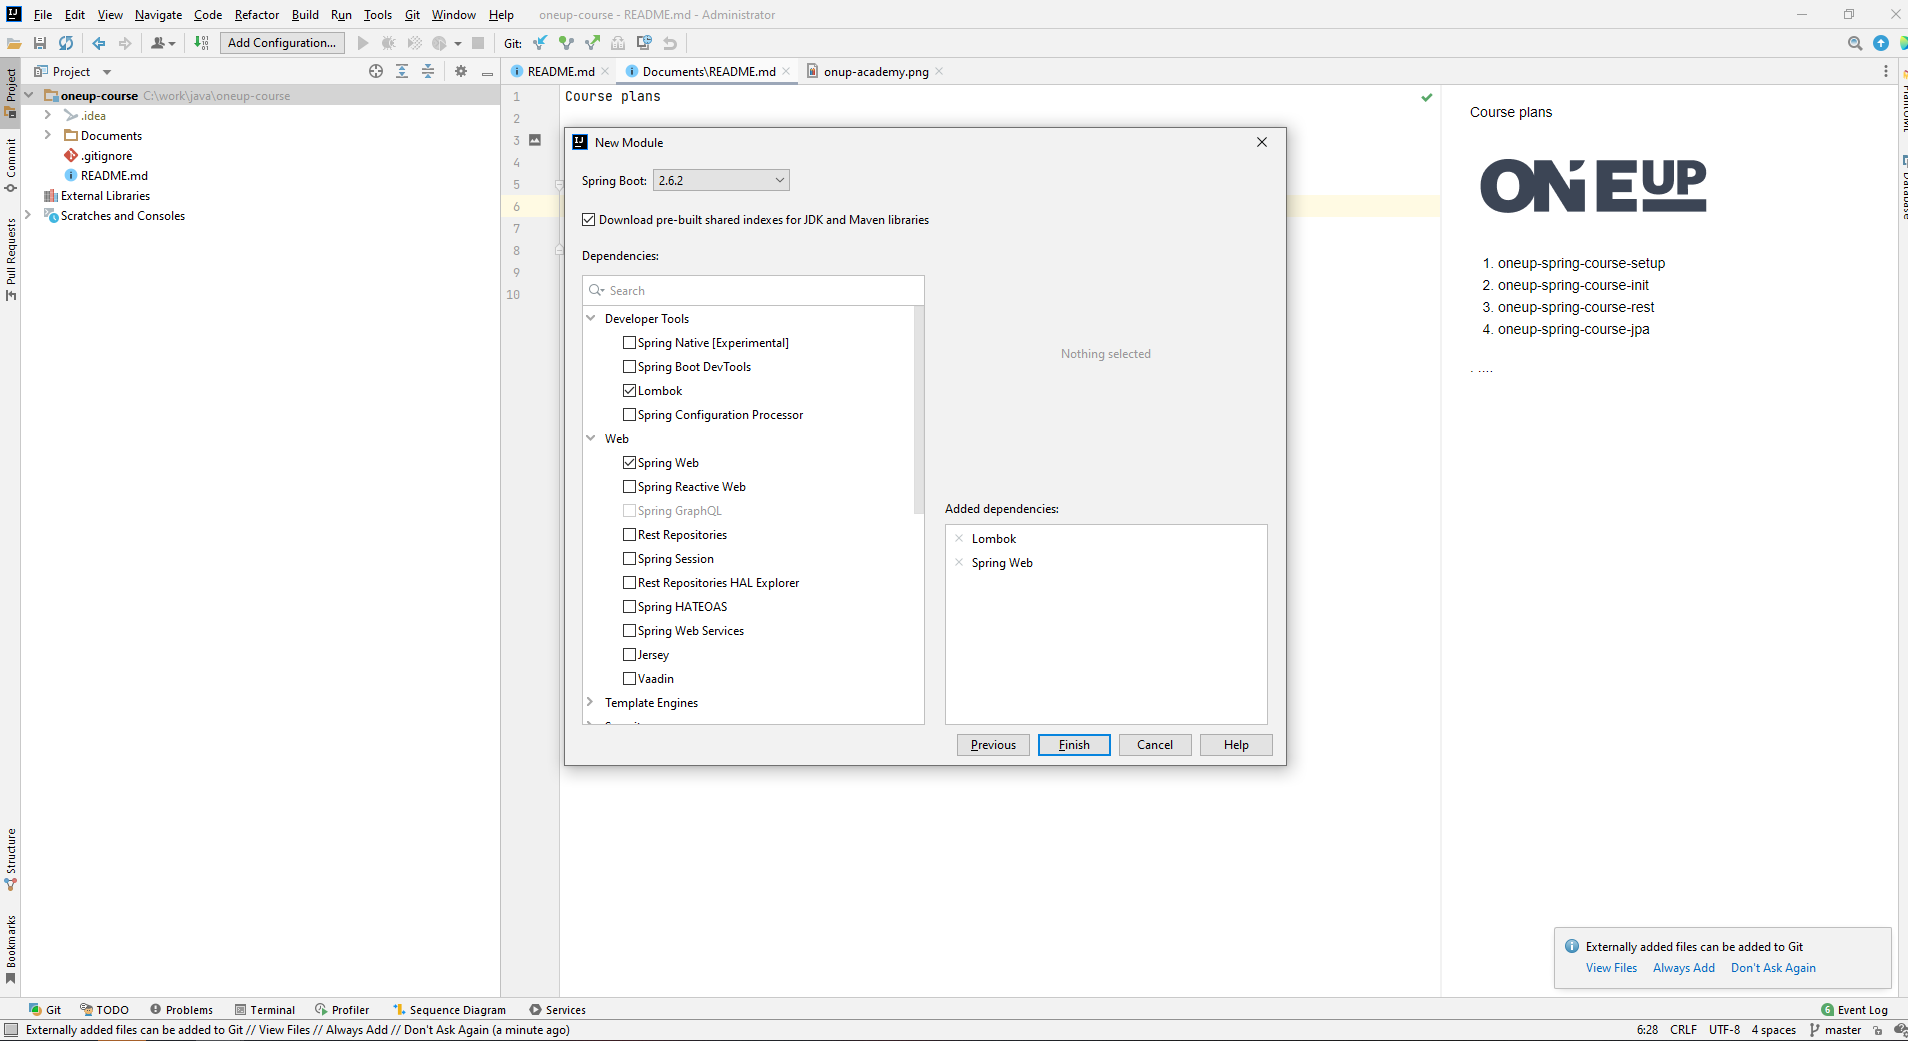 File Edit View Navigate Code Refactor Build Run Tools Git Window Help oneup-course - README.md - Administrator
Add Configuration... Git:
Project
README.md Documents\README.md onup-academy.png
Project
Commit
Pull Requests
Structure
Bookmarks
oneup-course C:\work\java\oneup-course
.idea
Documents
.gitignore
README.md
External Libraries
Scratches and Consoles
1 Course plans
2
3
4
5
6
7
8
9
10
New Module
Spring Boot: 2.6.2
Download pre-built shared indexes for JDK and Maven libraries
Dependencies:
Search
Developer Tools
Spring Native [Experimental]
Spring Boot DevTools
Lombok
Spring Configuration Processor
Web
Spring Web
Spring Reactive Web
Spring GraphQL
Rest Repositories
Spring Session
Rest Repositories HAL Explorer
Spring HATEOAS
Spring Web Services
Jersey
Vaadin
Template Engines
Nothing selected
Added dependencies:
Lombok
Spring Web
Previous Finish Cancel Help
Course plans
ONEUP
1. oneup-spring-course-setup
2. oneup-spring-course-init
3. oneup-spring-course-rest
4. oneup-spring-course-jpa
. ....
Database
Externally added files can be added to Git
View Files Always Add Don't Ask Again
Git TODO Problems Terminal Profiler Sequence Diagram Services 6 Event Log
Externally added files can be added to Git // View Files // Always Add // Don't Ask Again (a minute ago) 6:28 CRLF UTF-8 4 spaces master